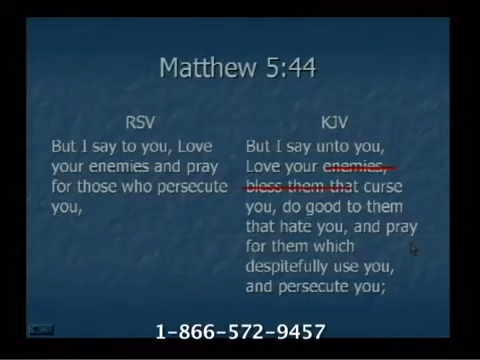 Matthew 5:44
RSV
But I say to you, Love
your enemies and pray
for those who persecute
you,
KJV
But I say unto you,
Love your enemies,
bless them that curse
you, do good to them
that hate you, and pray
for them which
despitefully use you,
and persecute you;
1-866-572-9457